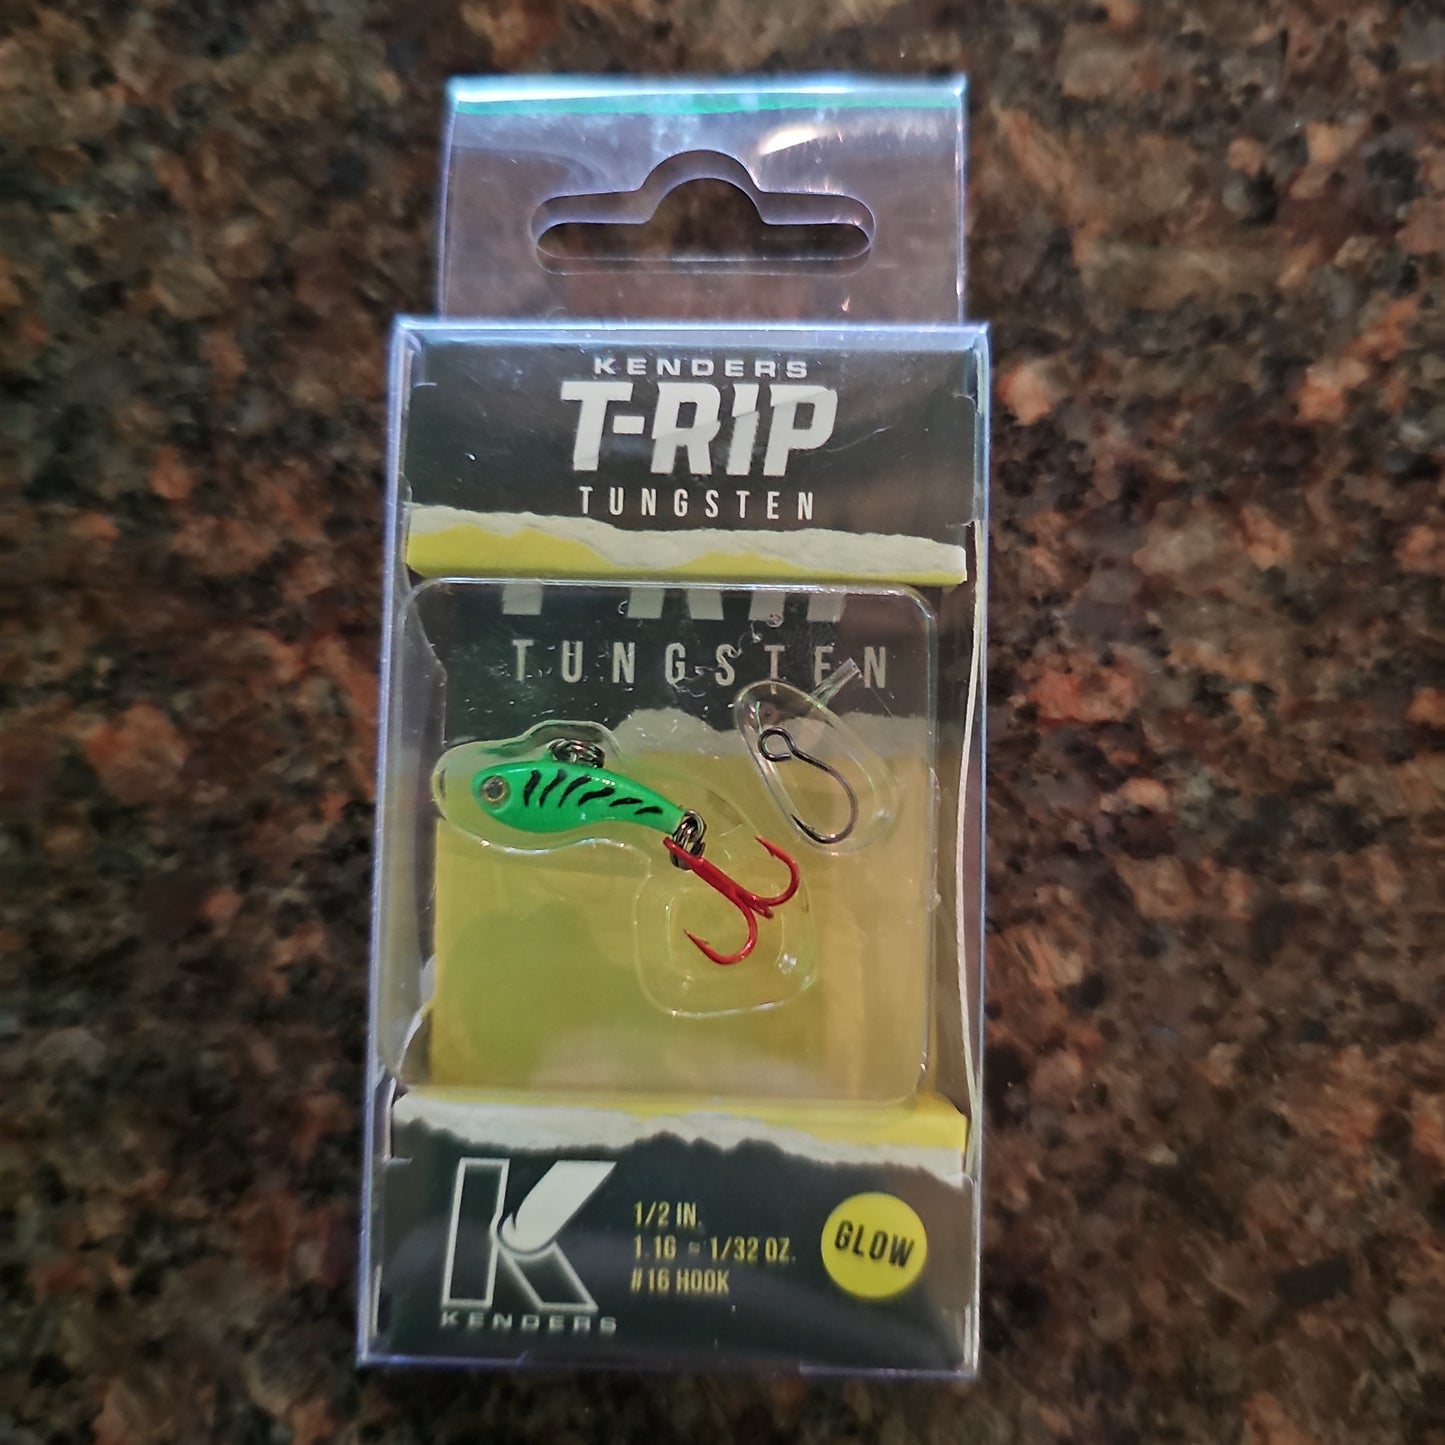 KENDERS
T-RIP
TUNGSTEN
TUNGSTEN
1/2 IN.
1.1G ≈ 1/32 OZ.
#16 HOOK
GLOW
K
KENDERS